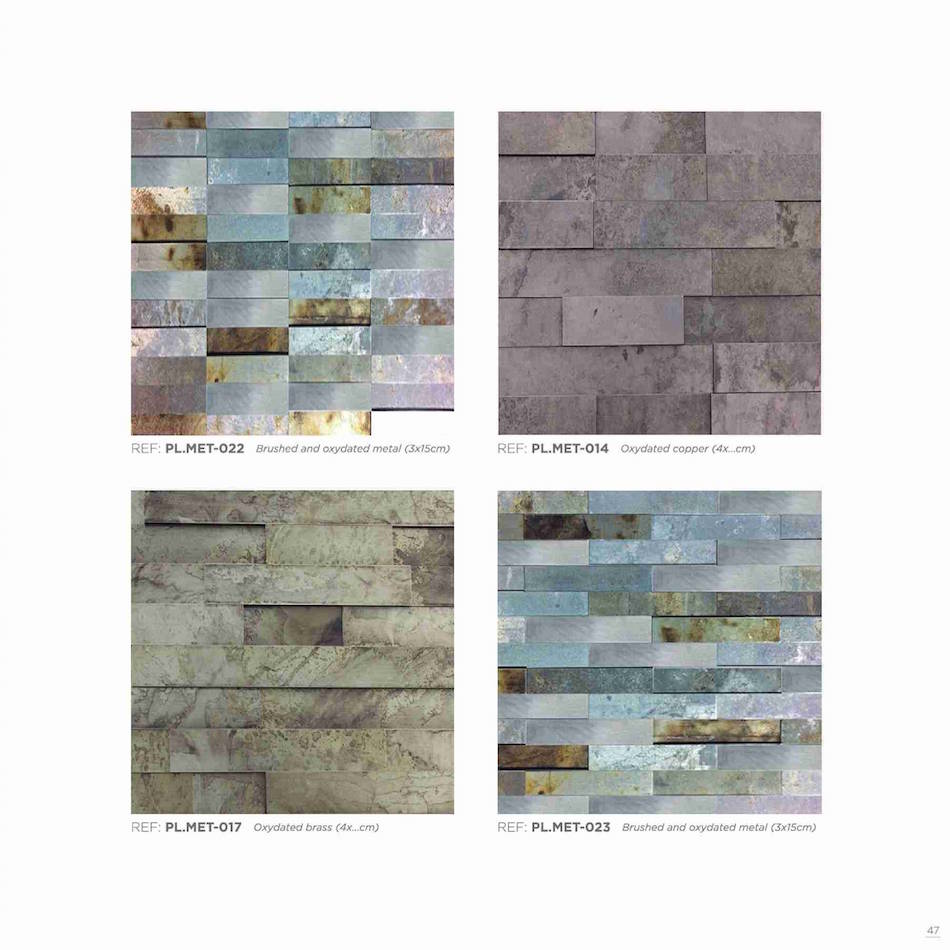 REF: PL.MET-022 Brushed and oxydated metal (3x15cm)
REF: PL.MET-014 Oxydated copper (4x...cm)
REF: PL.MET-017 Oxydated brass (4x...cm)
REF: PL.MET-023 Brushed and oxydated metal (3x15cm)
47